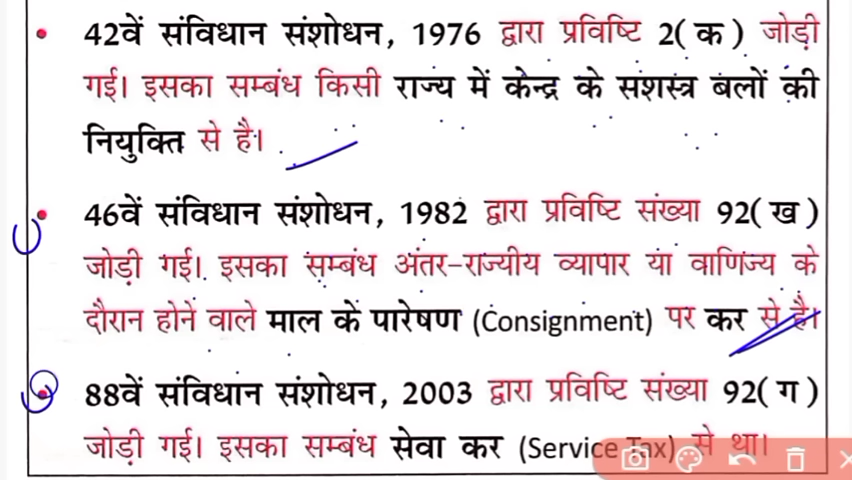 42वें संविधान संशोधन, 1976 द्वारा प्रविष्टि 2(क) जोड़ी
गई। इसका सम्बंध किसी राज्य में केन्द्र के संशस्त्र बलों की
नियुक्ति से है।
46वें संविधान संशोधन, 1982 द्वारा प्रविष्टि संख्या 92(ख)
जोड़ी गई। इसका सम्बंध अंतर-राज्यीय व्यापार या वाणिज्य के
दौरान होने वाले माल के पारेषण (Consignment) पर कर से है।
88वें संविधान संशोधन, 2003 द्वारा प्रविष्टि संख्या 92(ग)
जोड़ी गई। इसका सम्बंध सेवा कर (Service Tax) से था।